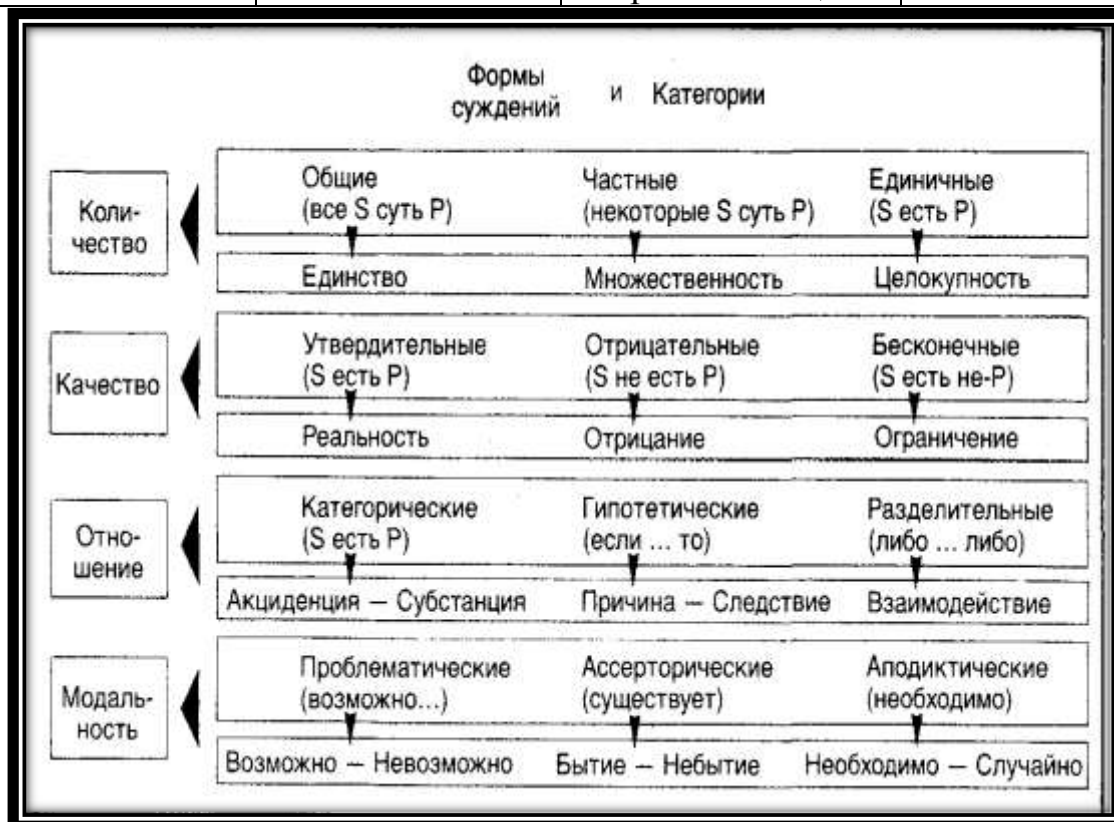 Формы
суждений и Категории
Коли-
чество
Общие Частные Единичные
(все S суть P) (некоторые S суть P) (S есть P)
Единство Множественность Целокупность
Качество
Утвердительные Отрицательные Бесконечные
(S есть P) (S не есть P) (S есть не-P)
Реальность Отрицание Ограничение
Отно-
шение
Категорические Гипотетические Разделительные
(S есть P) (если ... то) (либо ... либо)
Акциденция — Субстанция Причина — Следствие Взаимодействие
Модаль-
ность
Проблематические Ассерторические Аподиктические
(возможно...) (существует) (необходимо)
Возможно — Невозможно Бытие — Небытие Необходимо — Случайно